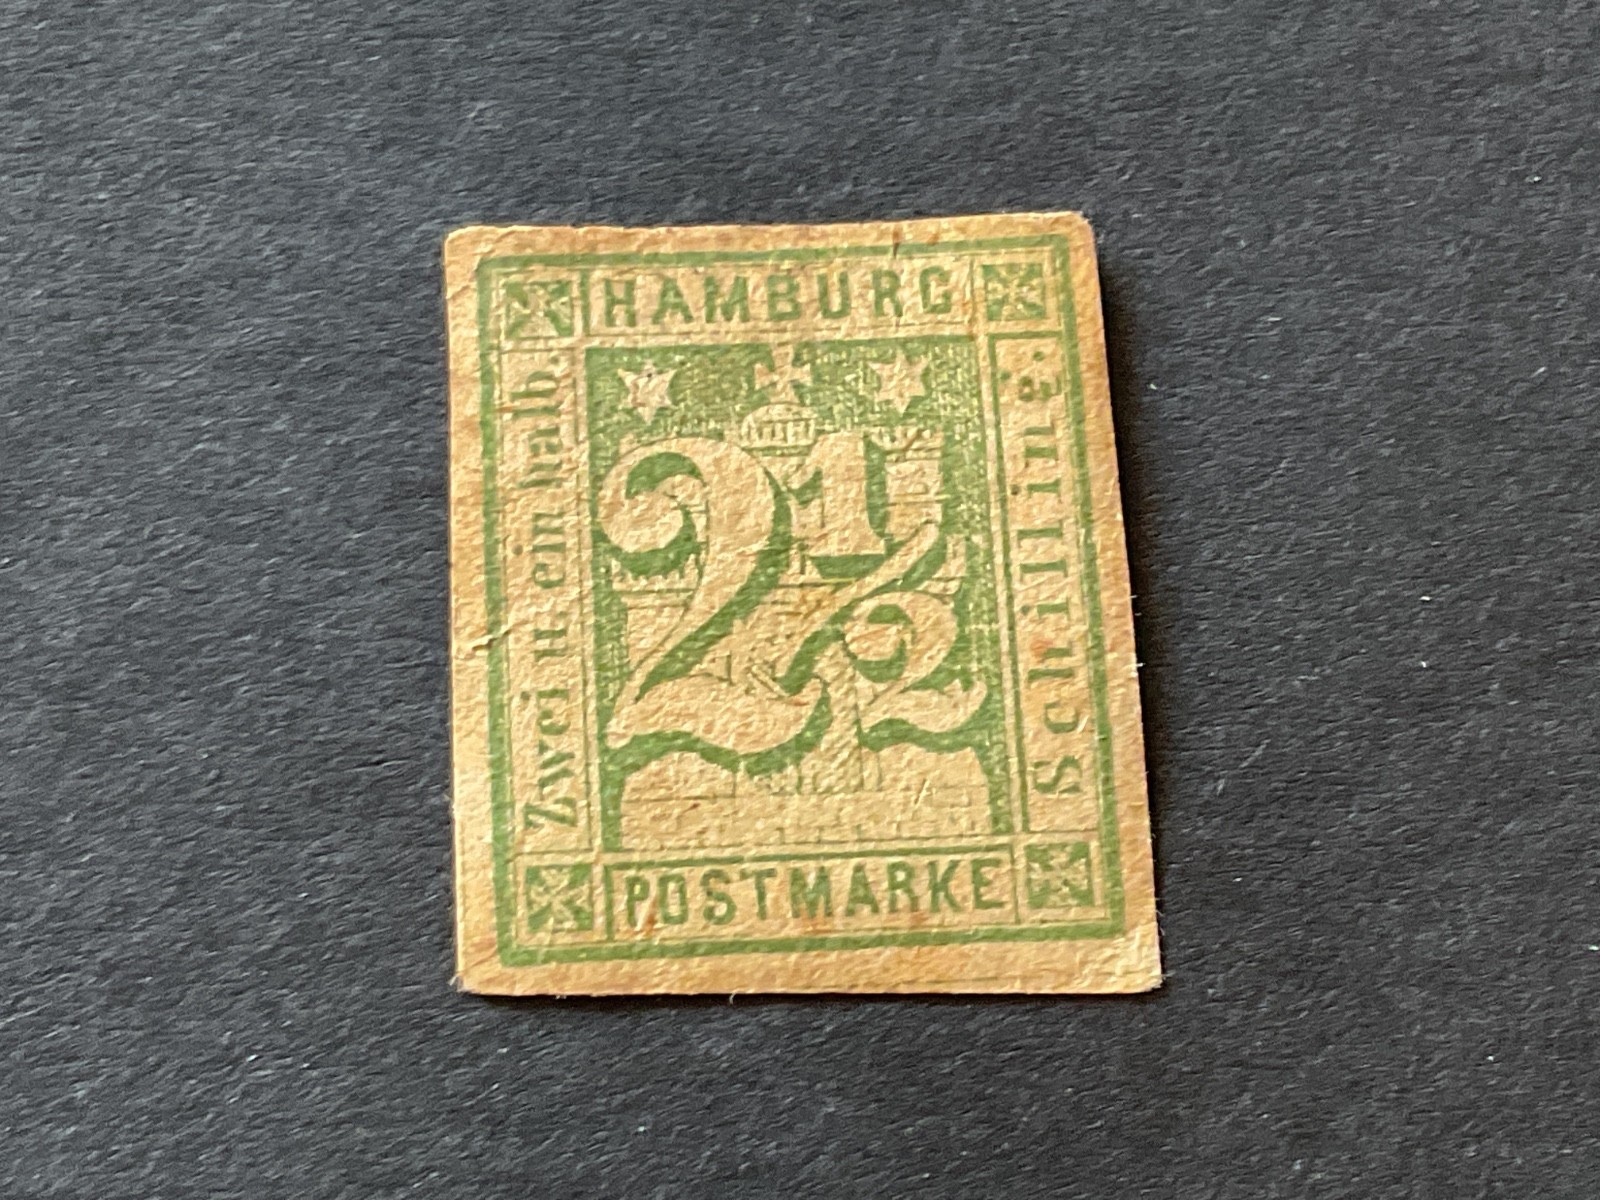 HAMBURG
Zwei u. ein halb.
2 1/2
Schilling.
POSTMARKE